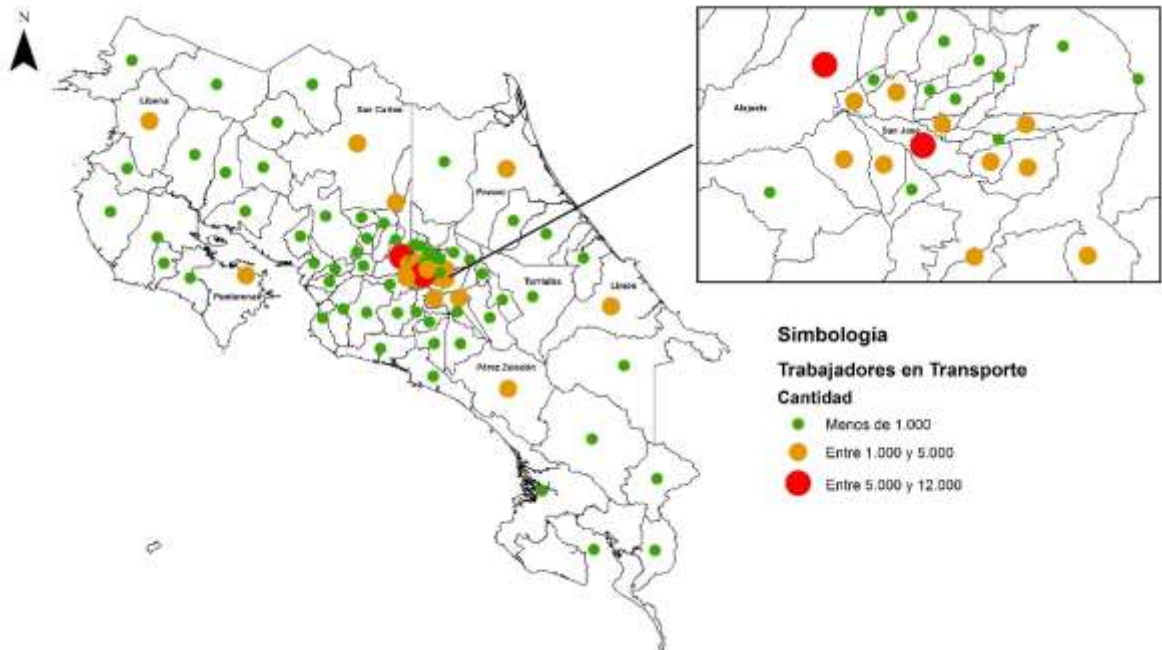 N
Liberia
San Carlos
Pococí
Puntarenas
Turrialba
Limón
Pérez Zeledón
Alajuela
San José
Simbología
Trabajadores en Transporte
Cantidad
Menos de 1.000
Entre 1.000 y 5.000
Entre 5.000 y 12.000